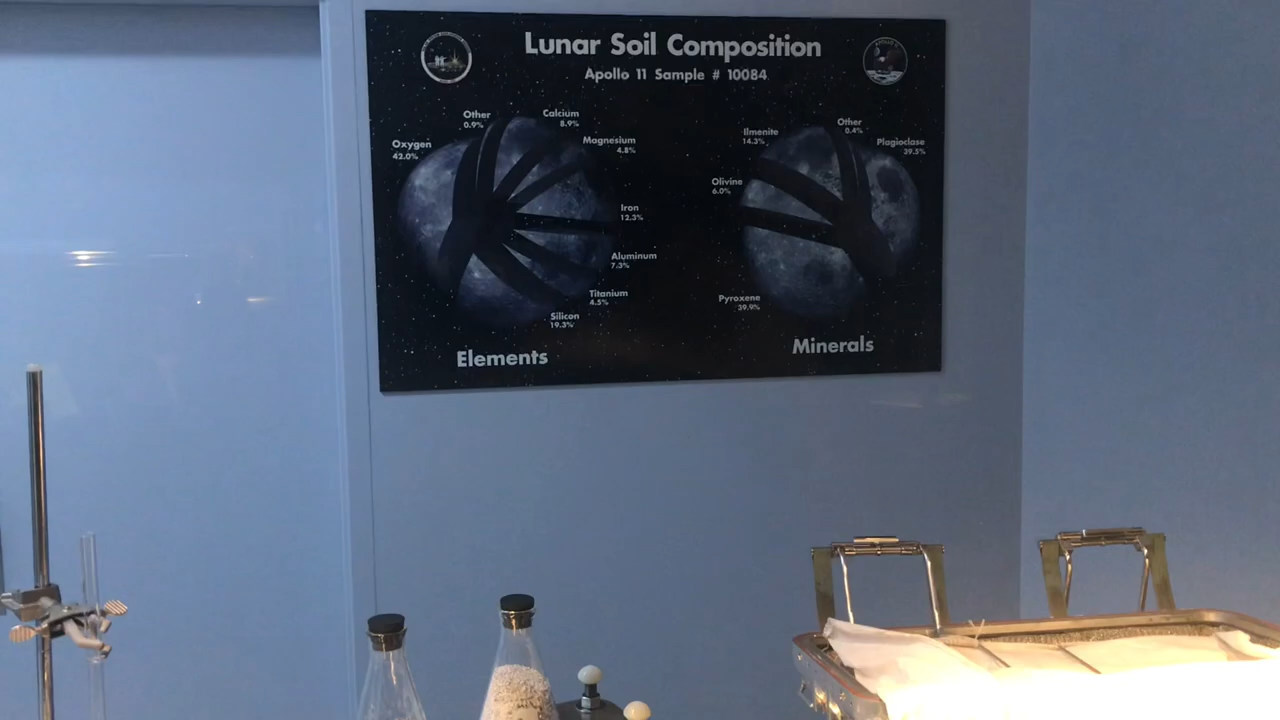 Lunar Soil Composition
Apollo 11 Sample # 10084
Other
0.9%
Calcium
8.9%
Oxygen
42.0%
Magnesium
4.8%
Iron
12.3%
Aluminum
7.3%
Titanium
4.5%
Silicon
19.3%
Elements
Other
0.4%
Ilmenite
14.3%
Plagioclase
39.5%
Olivine
6.0%
Pyroxene
39.9%
Minerals
APOLLO 11